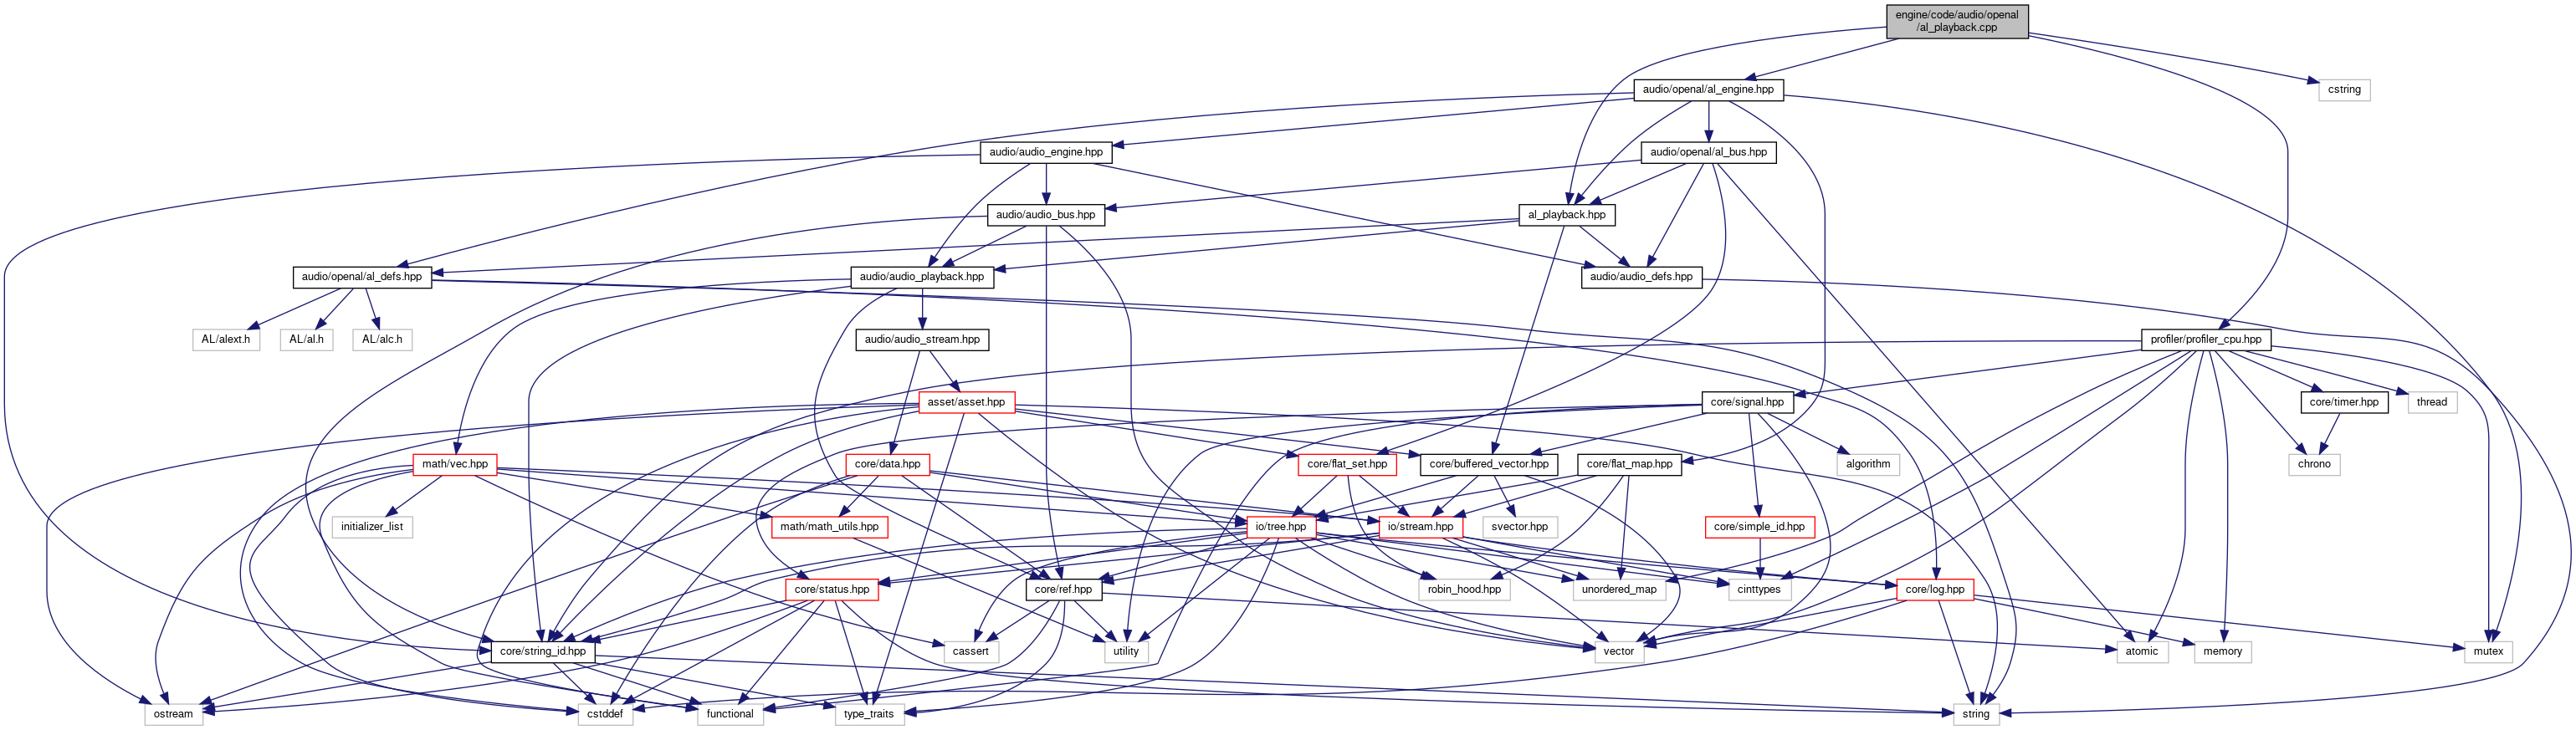 engine/code/audio/openal
/al_playback.cpp
audio/openal/al_engine.hpp
cstring
audio/audio_engine.hpp
audio/openal/al_bus.hpp
audio/audio_bus.hpp
al_playback.hpp
audio/openal/al_defs.hpp
audio/audio_playback.hpp
audio/audio_defs.hpp
AL/alext.h
AL/al.h
AL/alc.h
audio/audio_stream.hpp
profiler/profiler_cpu.hpp
asset/asset.hpp
core/signal.hpp
core/timer.hpp
thread
math/vec.hpp
core/data.hpp
core/flat_set.hpp
core/buffered_vector.hpp
core/flat_map.hpp
algorithm
chrono
initializer_list
math/math_utils.hpp
io/tree.hpp
io/stream.hpp
svector.hpp
core/simple_id.hpp
core/status.hpp
core/ref.hpp
robin_hood.hpp
unordered_map
cinttypes
core/log.hpp
core/string_id.hpp
cassert
utility
vector
atomic
memory
mutex
ostream
cstddef
functional
type_traits
string